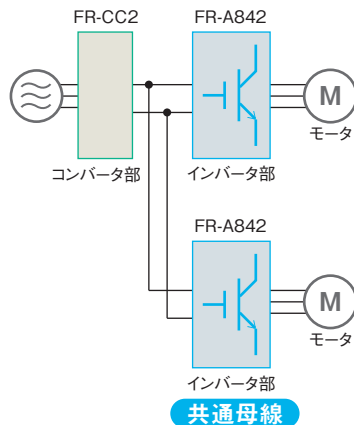 FR-CC2
FR-A842
M
モータ
コンバータ部
インバータ部
FR-A842
M
モータ
インバータ部
共通母線